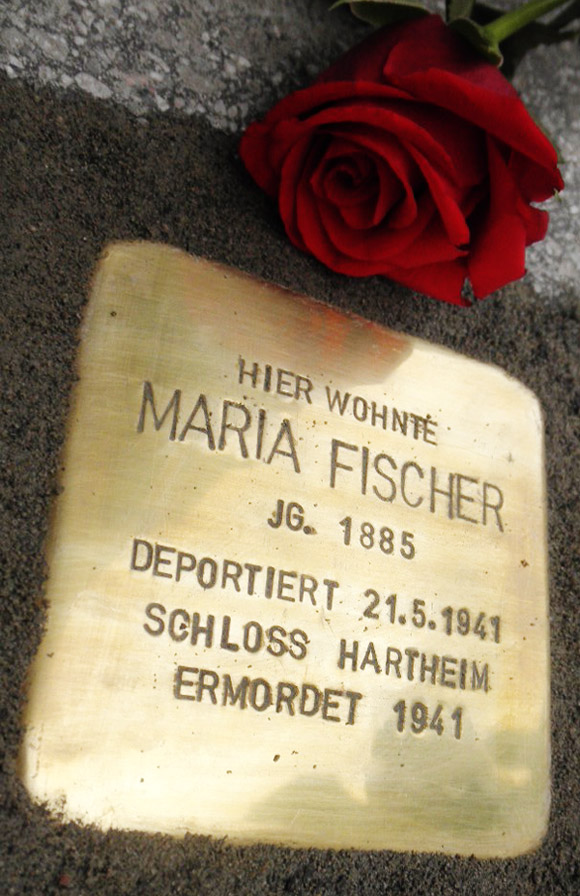 HIER WOHNTE
MARIA FISCHER
JG. 1885
DEPORTIERT 21.5.1941
SCHLOSS HARTHEIM
ERMORDET 1941